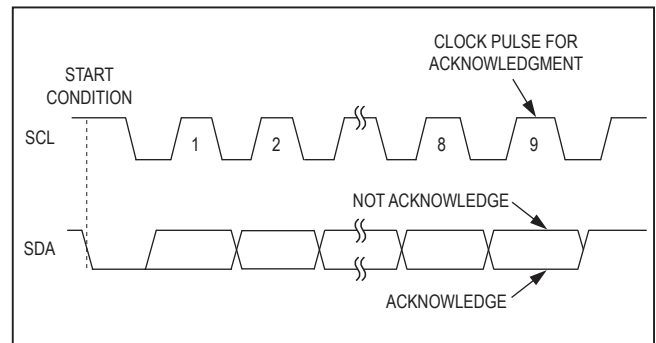 CLOCK PULSE FOR
ACKNOWLEDGMENT
START
CONDITION
SCL
1 2 8 9
NOT ACKNOWLEDGE
SDA
ACKNOWLEDGE